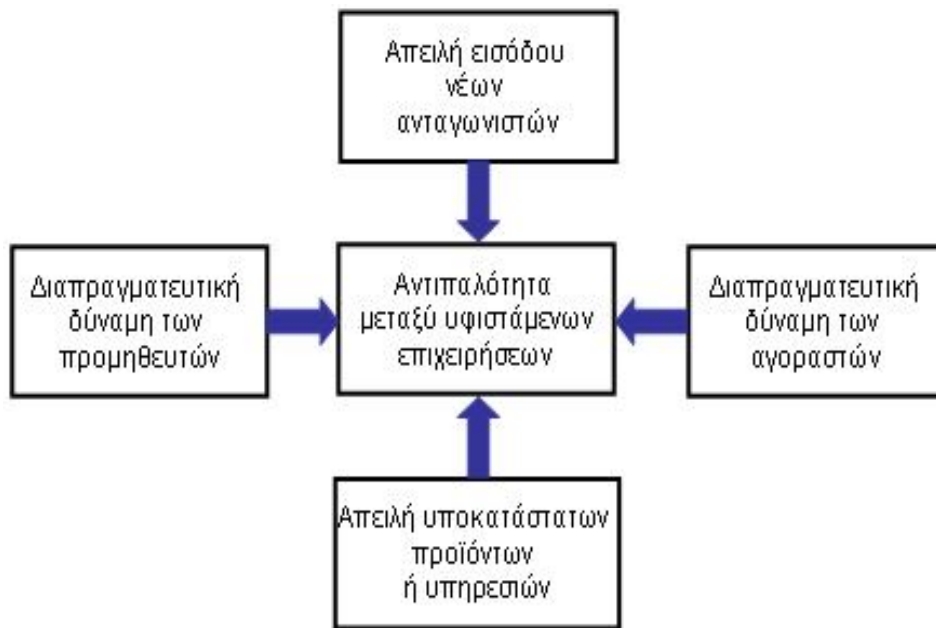 Απειλή εισόδου
νέων
ανταγωνιστών
Διαπραγματευτική
δύναμη των
προμηθευτών
Αντιπαλότητα
μεταξύ υφιστάμενων
επιχειρήσεων
Διαπραγματευτική
δύναμη των
αγοραστών
Απειλή υποκατάστατων
προϊόντων
ή υπηρεσιών